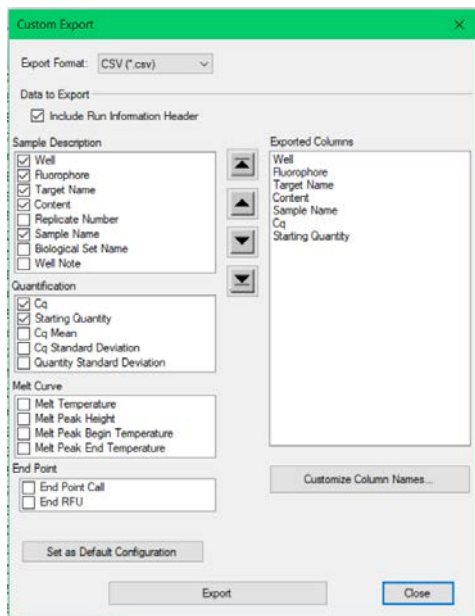 Custom Export
Export Format: CSV (*.csv)
Data to Export
Include Run Information Header
Sample Description
Well
Fluorophore
Target Name
Content
Replicate Number
Sample Name
Biological Set Name
Well Note
Quantification
Cq
Starting Quantity
Cq Mean
Cq Standard Deviation
Quantity Standard Deviation
Melt Curve
Melt Temperature
Melt Peak Height
Melt Peak Begin Temperature
Melt Peak End Temperature
End Point
End Point Call
End RFU
Exported Columns
Well
Fluorophore
Target Name
Content
Sample Name
Cq
Starting Quantity
Customize Column Names...
Set as Default Configuration
Export
Close